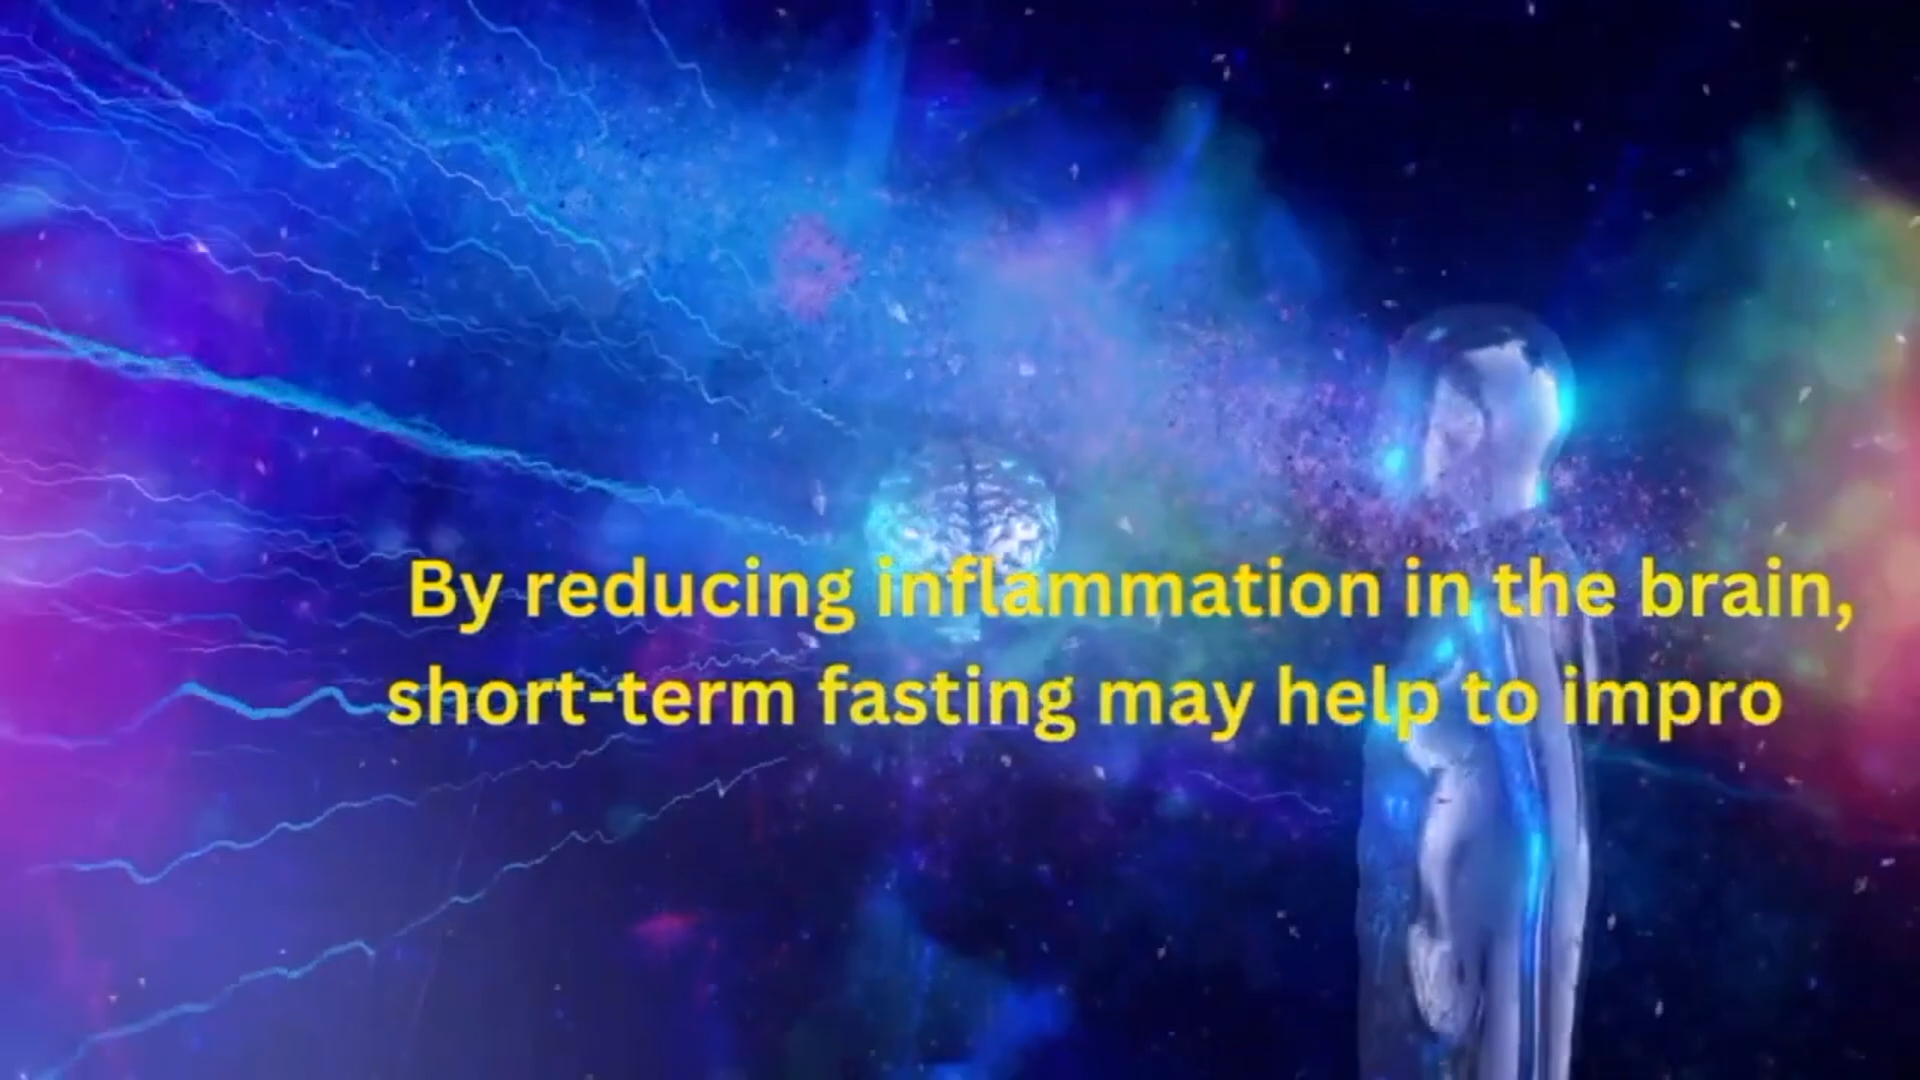 By reducing inflammation in the brain,
short-term fasting may help to impro